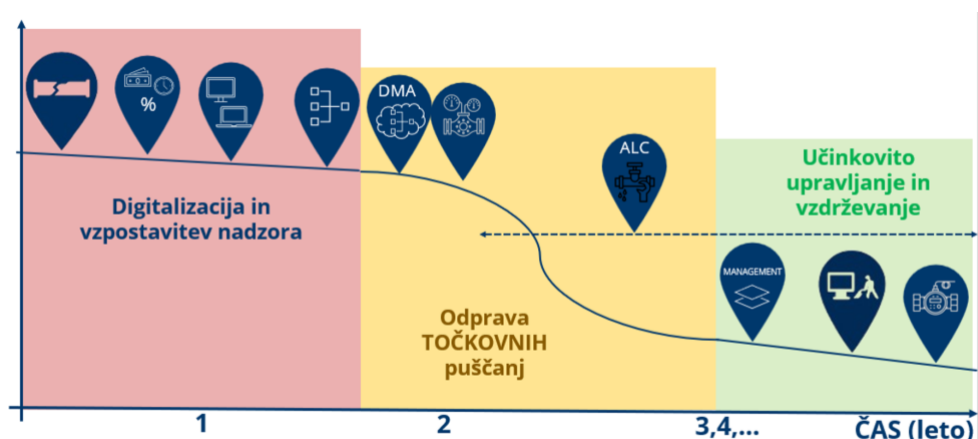 %
DMA
ALC
MANAGEMENT
Digitalizacija in
vzpostavitev nadzora
Odprava
TOČKOVNIH
puščanj
Učinkovito
upravljanje in
vzdrževanje
1
2
3,4,...
ČAS (leto)